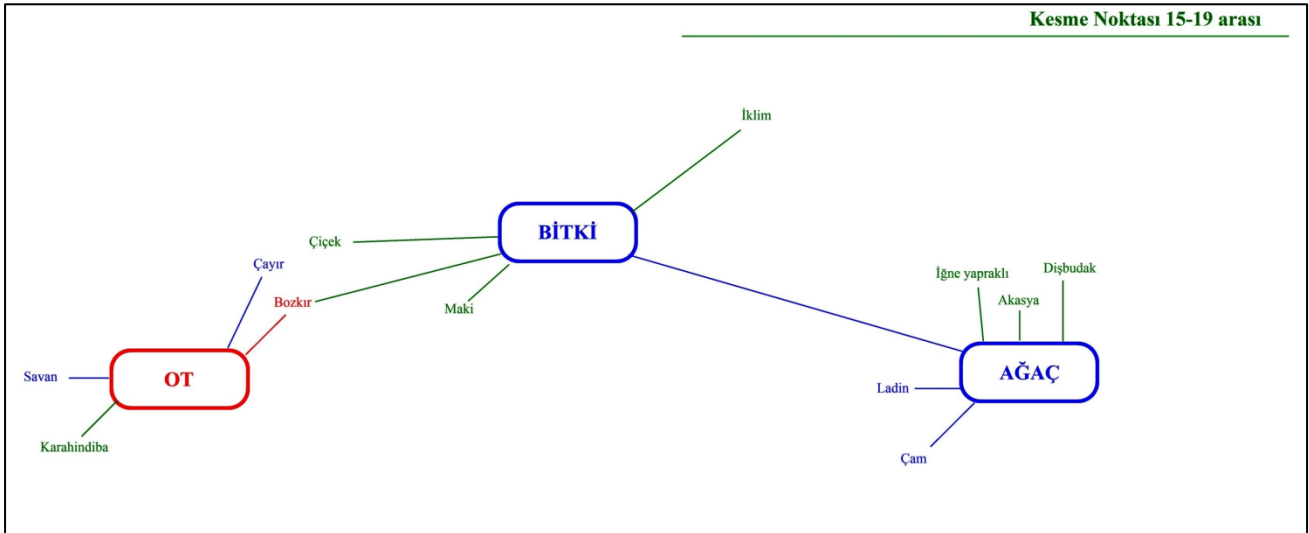 Kesme Noktası 15-19 arası
İklim
BİTKİ
Çiçek
Çayır
Bozkır
Maki
İğne yapraklı
Dişbudak
Akasya
Savan
OT
AĞAÇ
Ladin
Karahindiba
Çam